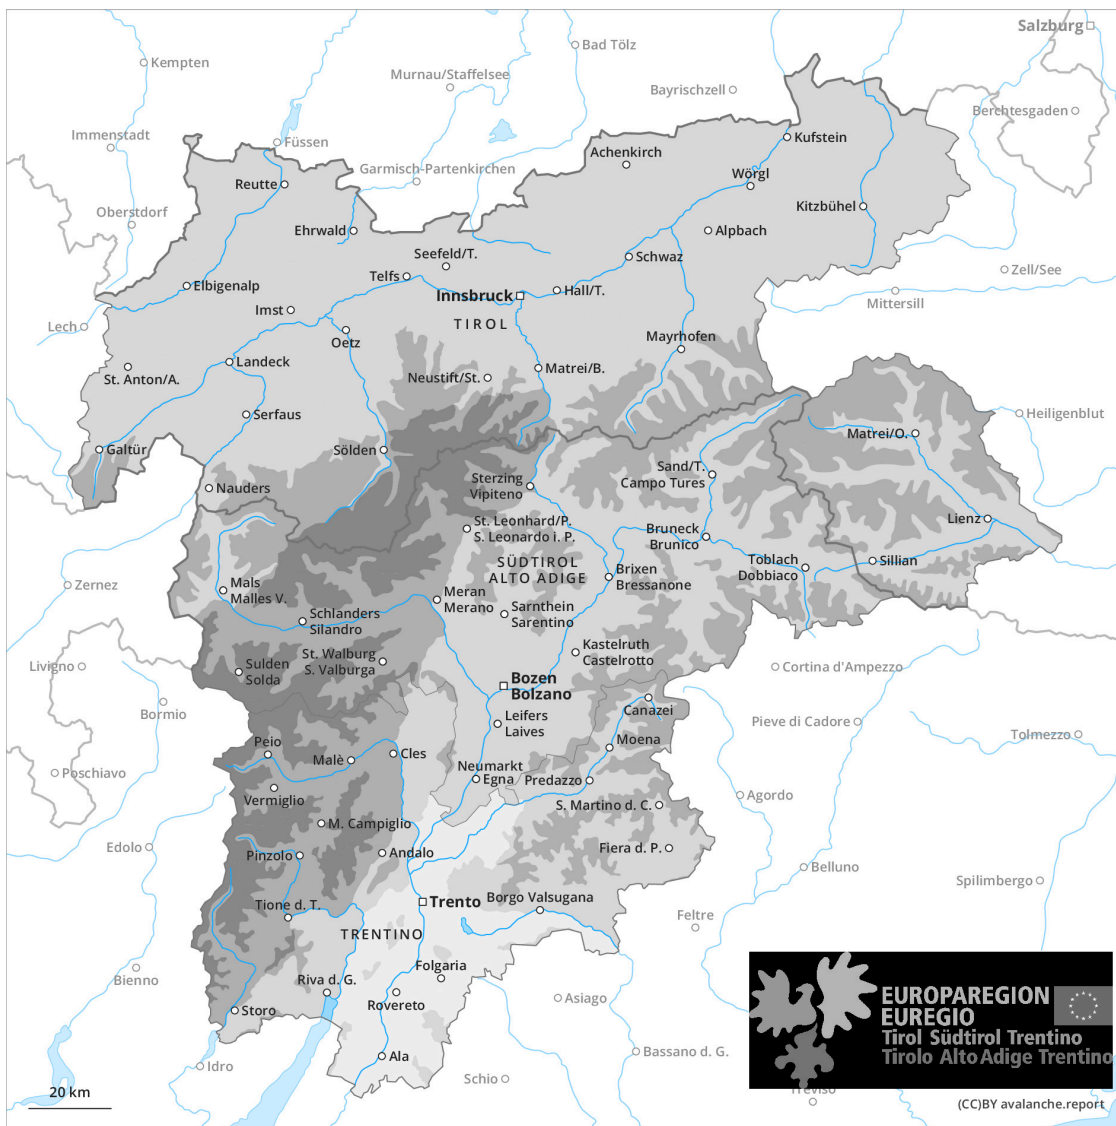 Salzburg
Kempten
Bad Tölz
Murnau/Staffelsee
Bayrischzell
Berchtesgaden
Immenstadt
Füssen
Kufstein
Achenkirch
Garmisch-Partenkirchen
Wörgl
Reutte
Oberstdorf
Kitzbühel
Ehrwald
Alpbach
Seefeld/T.
Schwaz
Zell/See
Telfs
Elbigenalp
Hall/T.
Innsbruck
Mittersill
Imst
TIROL
Lech
Oetz
Mayrhofen
Landeck
Matrei/B.
St. Anton/A.
Neustift/St.
Serfaus
Heiligenblut
Matrei/O.
Galtür
Sölden
Sand/T.
Campo Tures
Sterzing
Vipiteno
Nauders
St. Leonhard/P.
S. Leonardo i. P.
Lienz
Bruneck
Brunico
SÜDTIROL
ALTO ADIGE
Toblach
Dobbiaco
Sillian
Brixen
Bressanone
Zernez
Mals
Malles V.
Meran
Merano
Schlanders
Silandro
Sarnthein
Sarentino
Kastelruth
Castelrotto
St. Walburg
S. Valburga
Livigno
Sulden
Solda
Cortina d'Ampezzo
Bozen
Bolzano
Bormio
Canazei
Leifers
Laives
Pieve di Cadore
Tolmezzo
Moena
Peio
Malè
Cles
Neumarkt
Egna
Predazzo
Poschiavo
Vermiglio
Agordo
S. Martino d. C.
M. Campiglio
Edolo
Pinzolo
Andalo
Fiera d. P.
Belluno
Spilimbergo
Borgo Valsugana
Trento
Tione d. T.
Feltre
TRENTINO
Folgaria
Bienno
Riva d. G.
Rovereto
Asiago
Storo
EUROPAREGION
EUREGIO
Tirol Südtirol Trentino
Tirolo Alto Adige Trentino
Bassano d. G.
Ala
Idro
Schio
Treviso
20 km
(CC)BY avalanche.report